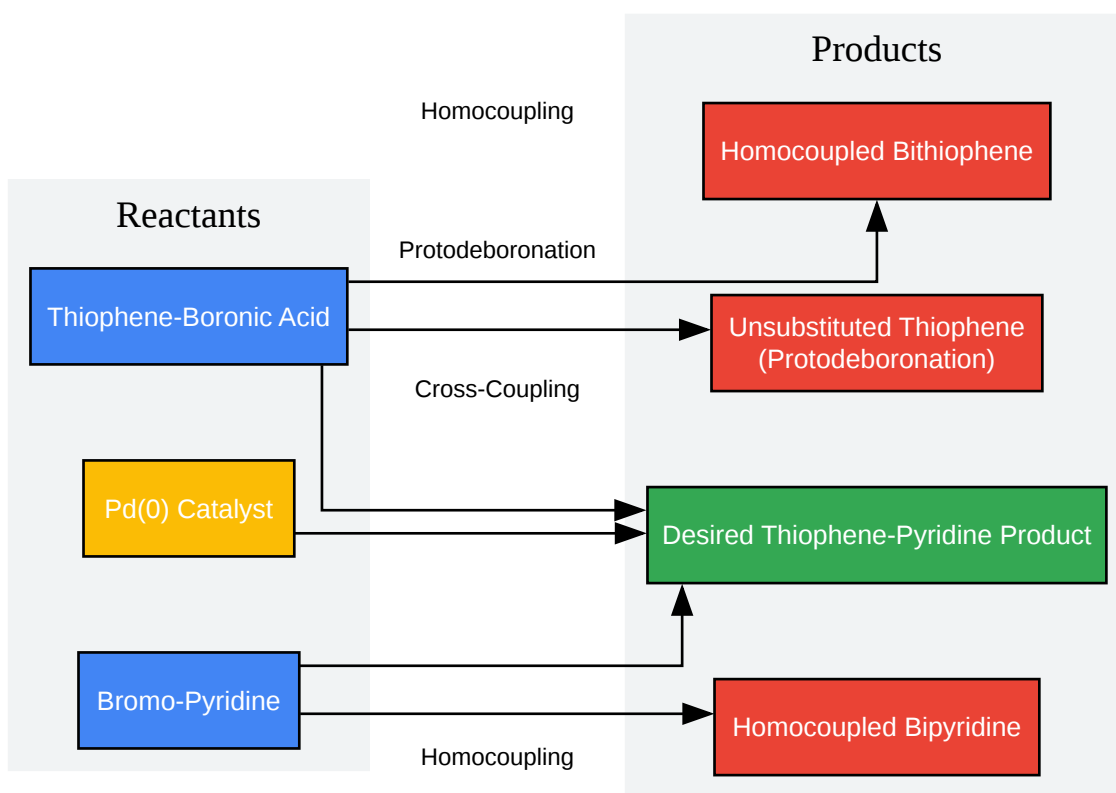 Products
Homocoupling
Homocoupled Bithiophene
Reactants
Protodeboronation
Thiophene-Boronic Acid
Unsubstituted Thiophene
(Protodeboronation)
Cross-Coupling
Pd(0) Catalyst
Desired Thiophene-Pyridine Product
Bromo-Pyridine
Homocoupled Bipyridine
Homocoupling